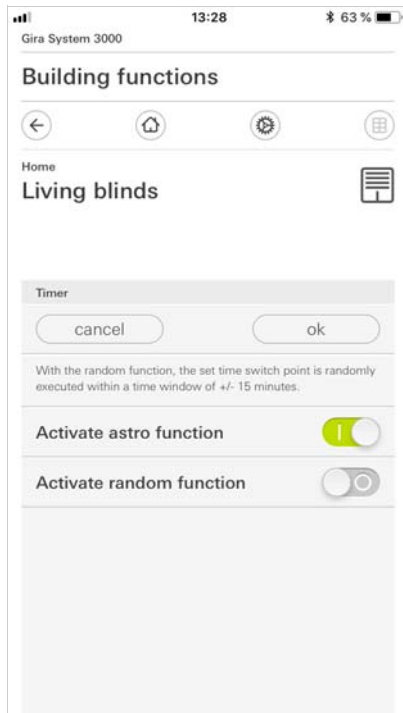 13:28
63 %
Gira System 3000
Building functions
Home
Living blinds
Timer
cancel
ok
With the random function, the set time switch point is randomly
executed within a time window of +/- 15 minutes.
Activate astro function
Activate random function